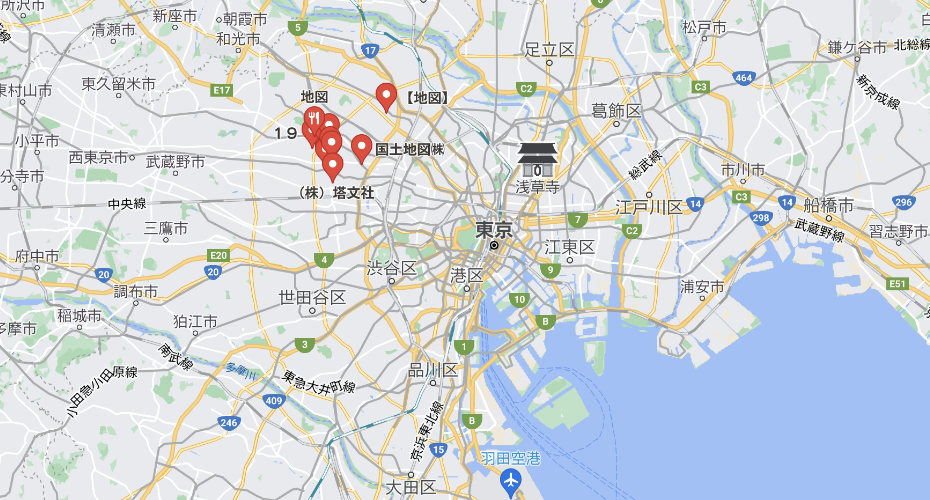 所沢市
新座市
朝霞市
清瀬市
和光市
5
17
6
足立区
松戸市
鎌ケ谷市
北総線
464
新京成線
東久留米市
E17
東村山市
C2
C3
葛飾区
地図
【地図】
1.9
小平市
国土地図㈱
西東京市
武蔵野市
浅草寺
総武線
市川市
(株)塔文社
中央線
江戸川区
14
C3
14
船橋市
296
298
三鷹市
東京
7
C2
武蔵野線
習志野市
府中市
E20
4
渋谷区
港区
江東区
9
20
20
調布市
世田谷区
10
浦安市
E51
稲城市
狛江市
B
多摩市
南武線
3
1
小田急小田原線
多摩川
東急大井町線
品川区
409
246
京浜東北線
B
15
羽田空港
大田区